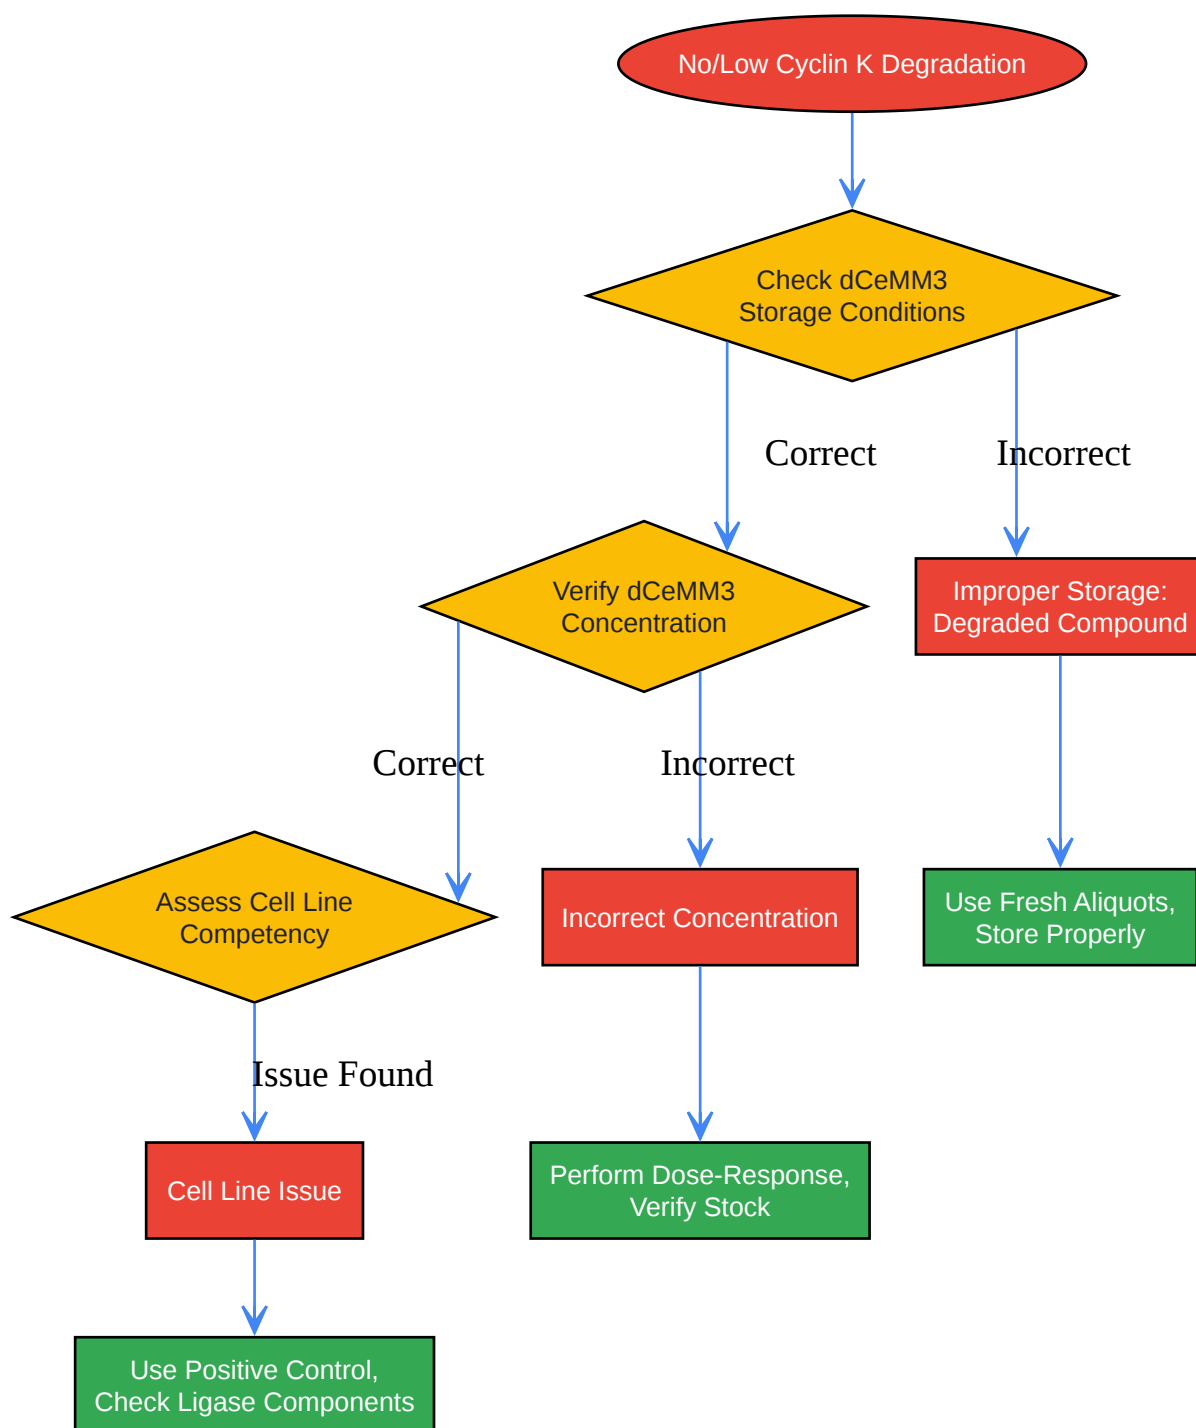 No/Low Cyclin K Degradation
Check dCeMM3
Storage Conditions
Correct
Incorrect
Verify dCeMM3
Concentration
Improper Storage:
Degraded Compound
Correct
Incorrect
Assess Cell Line
Competency
Incorrect Concentration
Use Fresh Aliquots,
Store Properly
Issue Found
Cell Line Issue
Perform Dose-Response,
Verify Stock
Use Positive Control,
Check Ligase Components